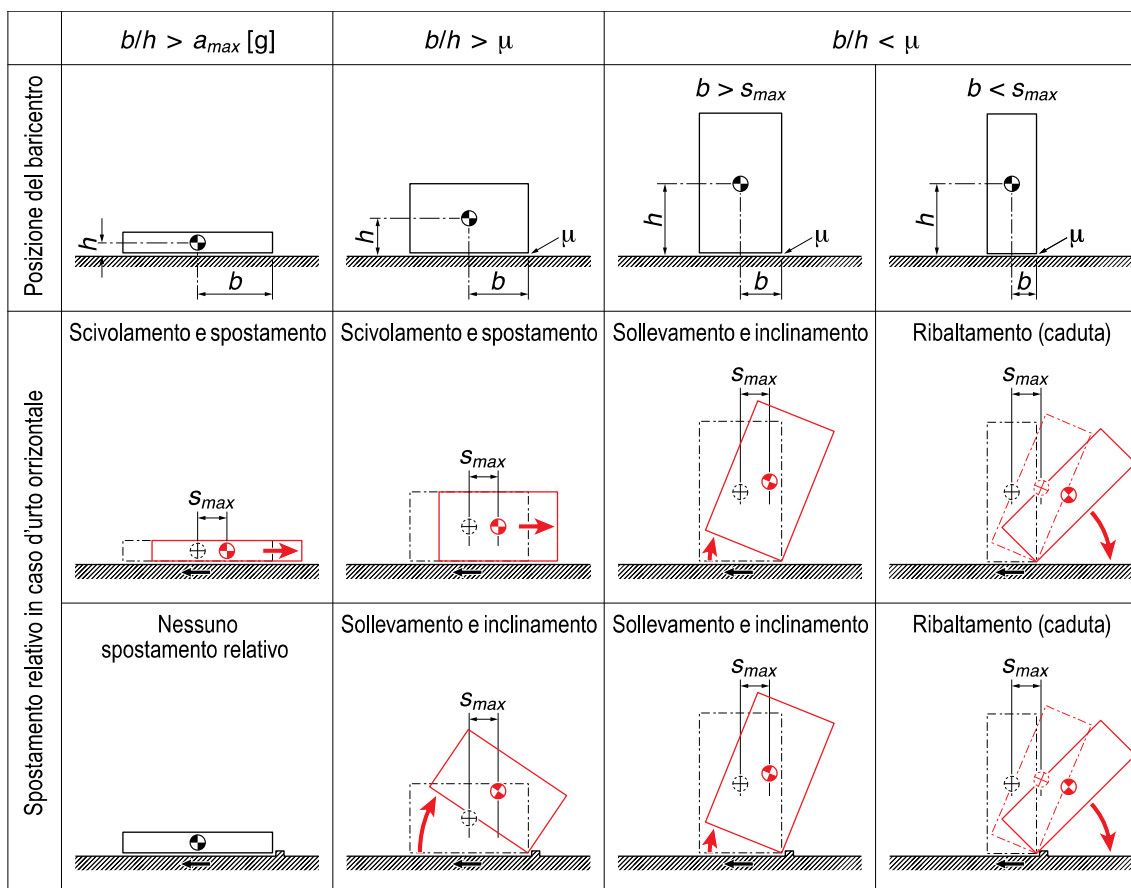 b/h > a_max [g]
b/h > μ
b/h < μ
Posizione del baricentro
b > s_max
b < s_max
h
b
h
μ
b
h
μ
b
h
μ
b
Spostamento relativo in caso d'urto orrizontale
Scivolamento e spostamento
Scivolamento e spostamento
Sollevamento e inclinamento
Ribaltamento (caduta)
s_max
s_max
s_max
s_max
Nessuno
spostamento relativo
Sollevamento e inclinamento
Sollevamento e inclinamento
Ribaltamento (caduta)
s_max
s_max
s_max